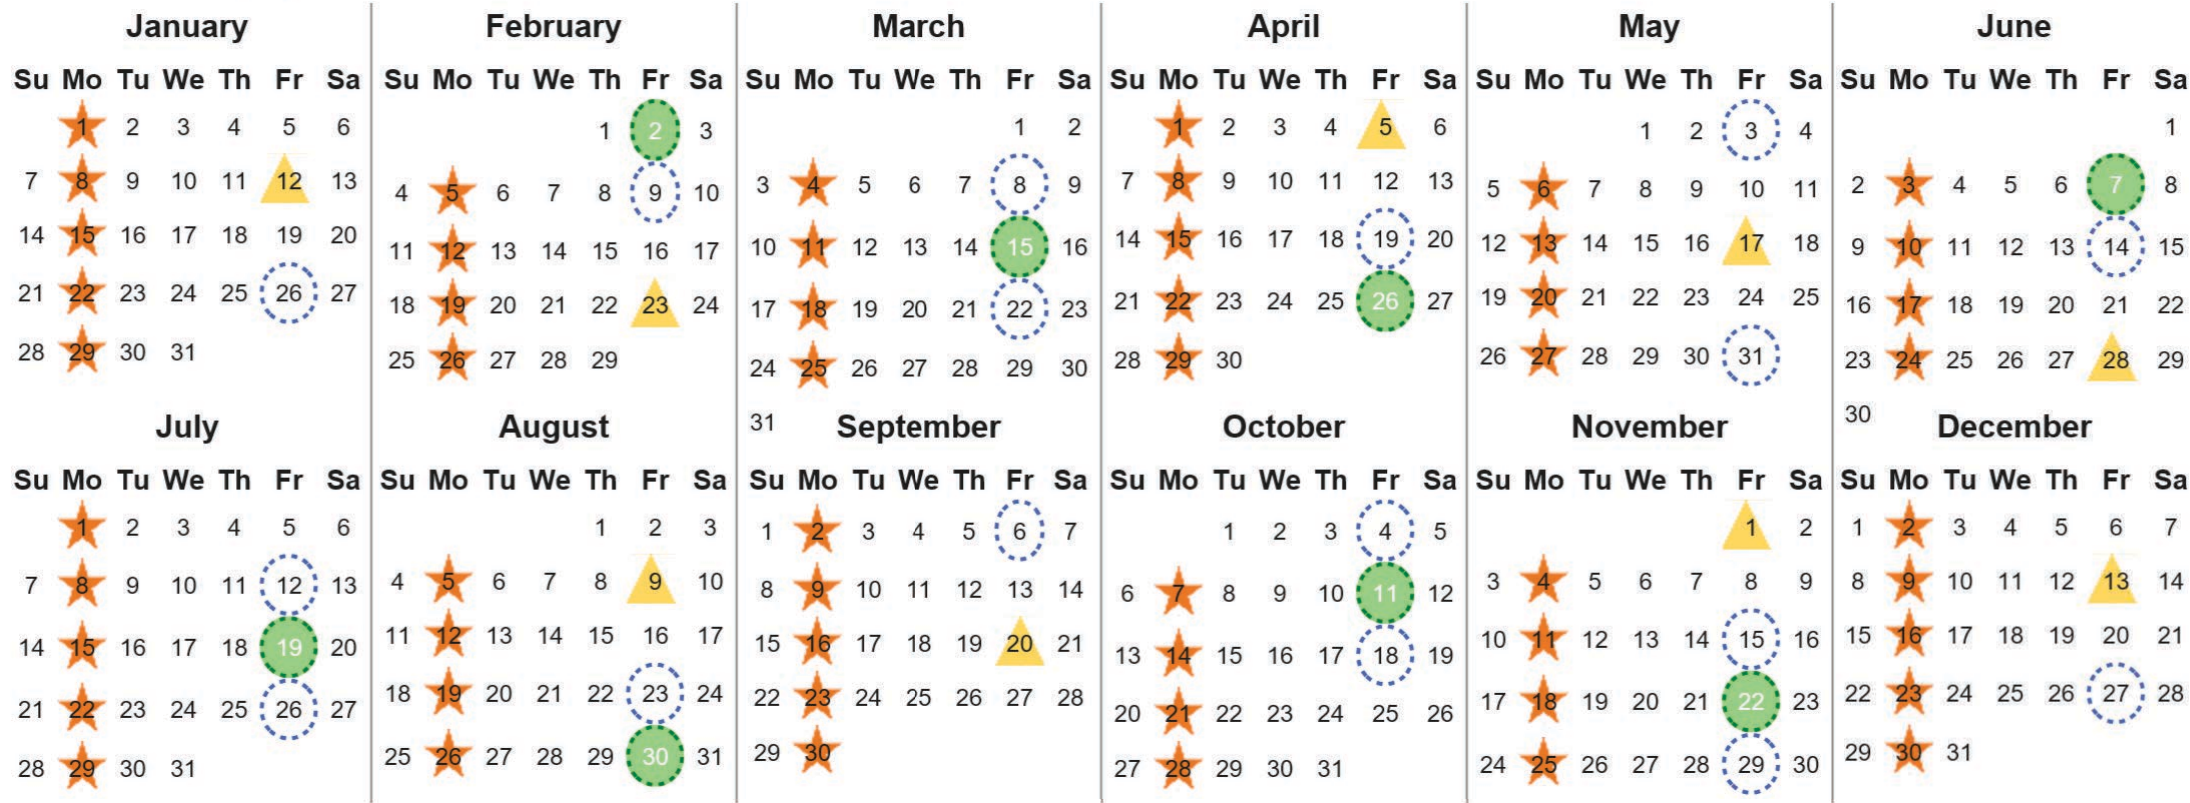 January
Su Mo Tu We Th Fr Sa
1 2 3 4 5 6
7 8 9 10 11 12 13
14 15 16 17 18 19 20
21 22 23 24 25 26 27
28 29 30 31
February
Su Mo Tu We Th Fr Sa
1 2 3
4 5 6 7 8 9 10
11 12 13 14 15 16 17
18 19 20 21 22 23 24
25 26 27 28 29
March
Su Mo Tu We Th Fr Sa
1 2
3 4 5 6 7 8 9
10 11 12 13 14 15 16
17 18 19 20 21 22 23
24 25 26 27 28 29 30
31
April
Su Mo Tu We Th Fr Sa
1 2 3 4 5 6
7 8 9 10 11 12 13
14 15 16 17 18 19 20
21 22 23 24 25 26 27
28 29 30
May
Su Mo Tu We Th Fr Sa
1 2 3 4
5 6 7 8 9 10 11
12 13 14 15 16 17 18
19 20 21 22 23 24 25
26 27 28 29 30 31
June
Su Mo Tu We Th Fr Sa
1
2 3 4 5 6 7 8
9 10 11 12 13 14 15
16 17 18 19 20 21 22
23 24 25 26 27 28 29
30
July
Su Mo Tu We Th Fr Sa
1 2 3 4 5 6
7 8 9 10 11 12 13
14 15 16 17 18 19 20
21 22 23 24 25 26 27
28 29 30 31
August
Su Mo Tu We Th Fr Sa
1 2 3
4 5 6 7 8 9 10
11 12 13 14 15 16 17
18 19 20 21 22 23 24
25 26 27 28 29 30 31
September
Su Mo Tu We Th Fr Sa
1 2 3 4 5 6 7
8 9 10 11 12 13 14
15 16 17 18 19 20 21
22 23 24 25 26 27 28
29 30
October
Su Mo Tu We Th Fr Sa
1 2 3 4 5
6 7 8 9 10 11 12
13 14 15 16 17 18 19
20 21 22 23 24 25 26
27 28 29 30 31
November
Su Mo Tu We Th Fr Sa
1 2
3 4 5 6 7 8 9
10 11 12 13 14 15 16
17 18 19 20 21 22 23
24 25 26 27 28 29 30
December
Su Mo Tu We Th Fr Sa
1 2 3 4 5 6 7
8 9 10 11 12 13 14
15 16 17 18 19 20 21
22 23 24 25 26 27 28
29 30 31